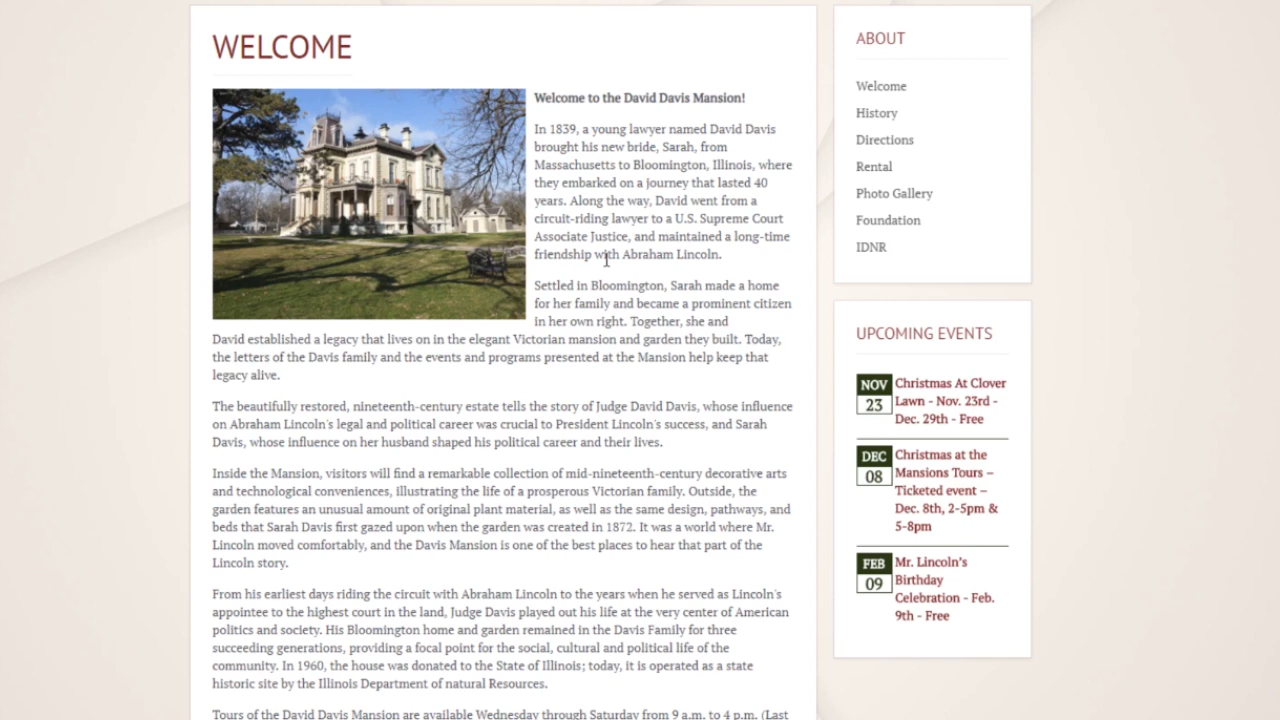 WELCOME
Welcome to the David Davis Mansion!
In 1839, a young lawyer named David Davis
brought his new bride, Sarah, from
Massachusetts to Bloomington, Illinois, where
they embarked on a journey that lasted 40
years. Along the way, David went from a
circuit-riding lawyer to a U.S. Supreme Court
Associate Justice, and maintained a long-time
friendship with Abraham Lincoln.
Settled in Bloomington, Sarah made a home
for her family and became a prominent citizen
in her own right. Together, she and
David established a legacy that lives on in the elegant Victorian mansion and garden they built. Today,
the letters of the Davis family and the events and programs presented at the Mansion help keep that
legacy alive.
The beautifully restored, nineteenth-century estate tells the story of Judge David Davis, whose influence
on Abraham Lincoln's legal and political career was crucial to President Lincoln's success, and Sarah
Davis, whose influence on her husband shaped his political career and their lives.
Inside the Mansion, visitors will find a remarkable collection of mid-nineteenth-century decorative arts
and technological conveniences, illustrating the life of a prosperous Victorian family. Outside, the
garden features an unusual amount of original plant material, as well as the same design, pathways, and
beds that Sarah Davis first gazed upon when the garden was created in 1872. It was a world where Mr.
Lincoln moved comfortably, and the Davis Mansion is one of the best places to hear that part of the
Lincoln story.
From his earliest days riding the circuit with Abraham Lincoln to the years when he served as Lincoln's
appointee to the highest court in the land, Judge Davis played out his life at the very center of American
politics and society. His Bloomington home and garden remained in the Davis Family for three
succeeding generations, providing a focal point for the social, cultural and political life of the
community. In 1960, the house was donated to the State of Illinois; today, it is operated as a state
historic site by the Illinois Department of natural Resources.
Tours of the David Davis Mansion are available Wednesday through Saturday from 9 a.m. to 4 p.m. (Last
ABOUT
Welcome
History
Directions
Rental
Photo Gallery
Foundation
IDNR
UPCOMING EVENTS
NOV
23
Christmas At Clover
Lawn - Nov. 23rd -
Dec. 29th - Free
DEC
08
Christmas at the
Mansions Tours –
Ticketed event –
Dec. 8th, 2-5pm &
5-8pm
FEB
09
Mr. Lincoln's
Birthday
Celebration - Feb.
9th - Free